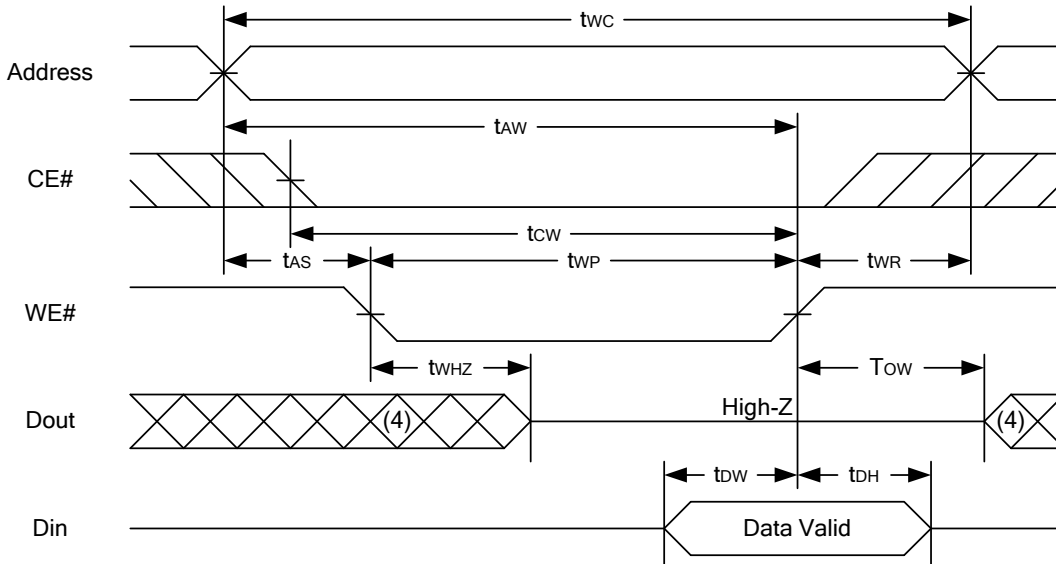 tWC
Address
tAW
CE#
tCW
tAS
tWP
tWR
WE#
tWHZ
TOW
Dout
(4)
High-Z
(4)
tDW
tDH
Din
Data Valid